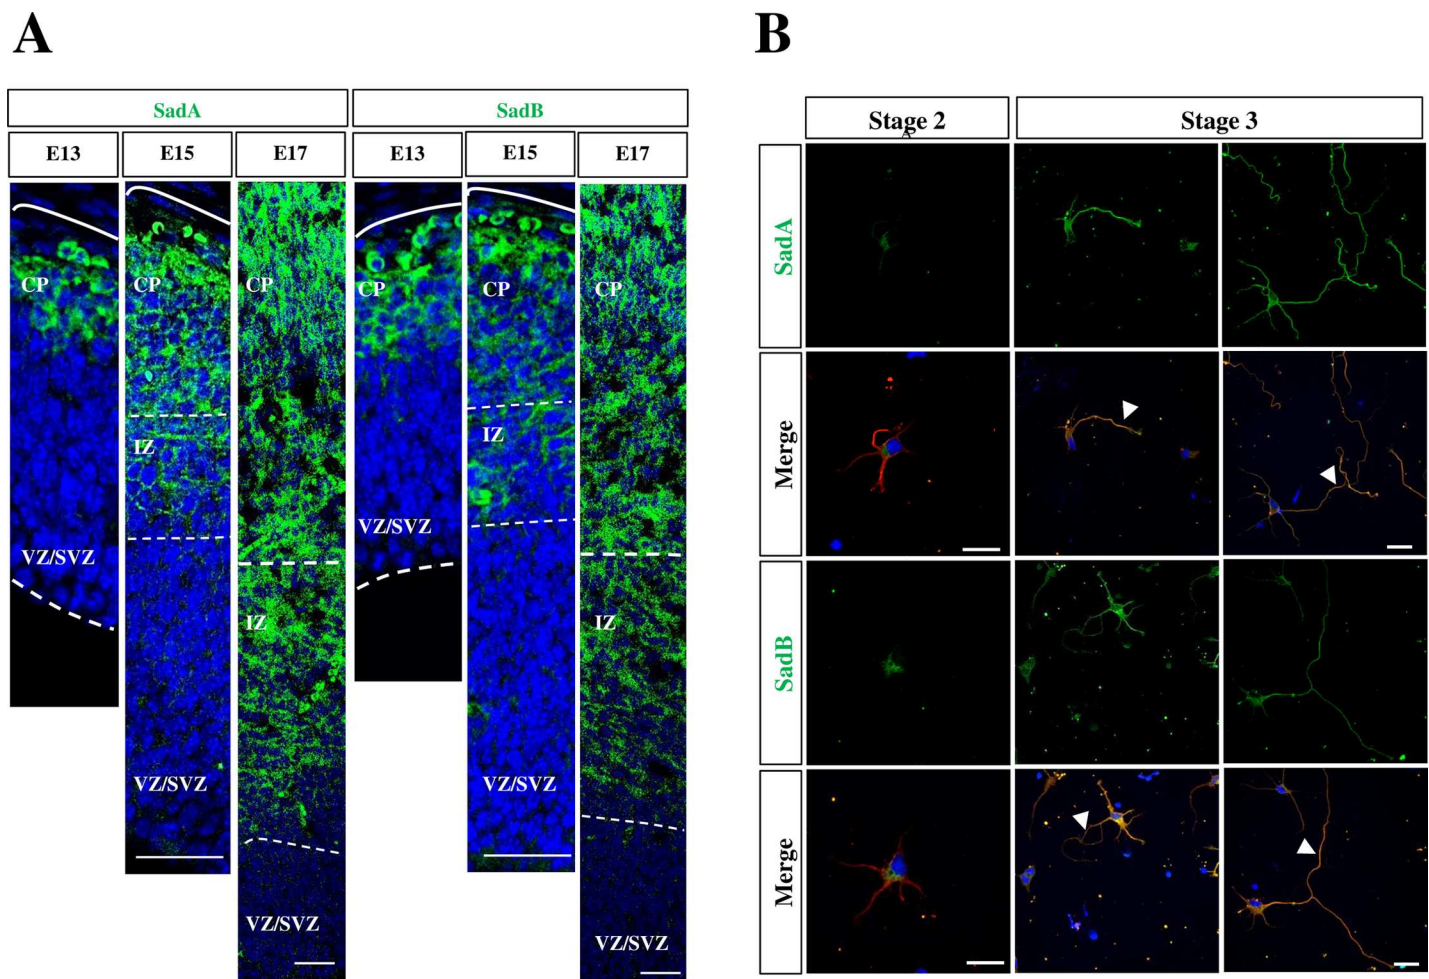 A
B
SadA
SadB
E13
E15
E17
E13
E15
E17
CP
CP
CP
CP
CP
CP
IZ
IZ
VZ/SVZ
VZ/SVZ
IZ
IZ
VZ/SVZ
VZ/SVZ
VZ/SVZ
VZ/SVZ
Stage 2
A
Stage 3
SadA
Merge
SadB
Merge